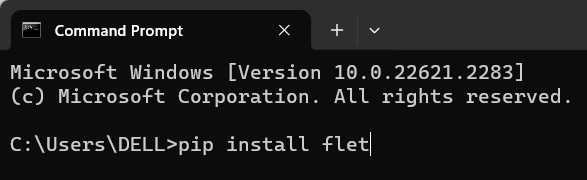 Command Prompt
Microsoft Windows [Version 10.0.22621.2283]
(c) Microsoft Corporation. All rights reserved.
C:\Users\DELL>pip install flet